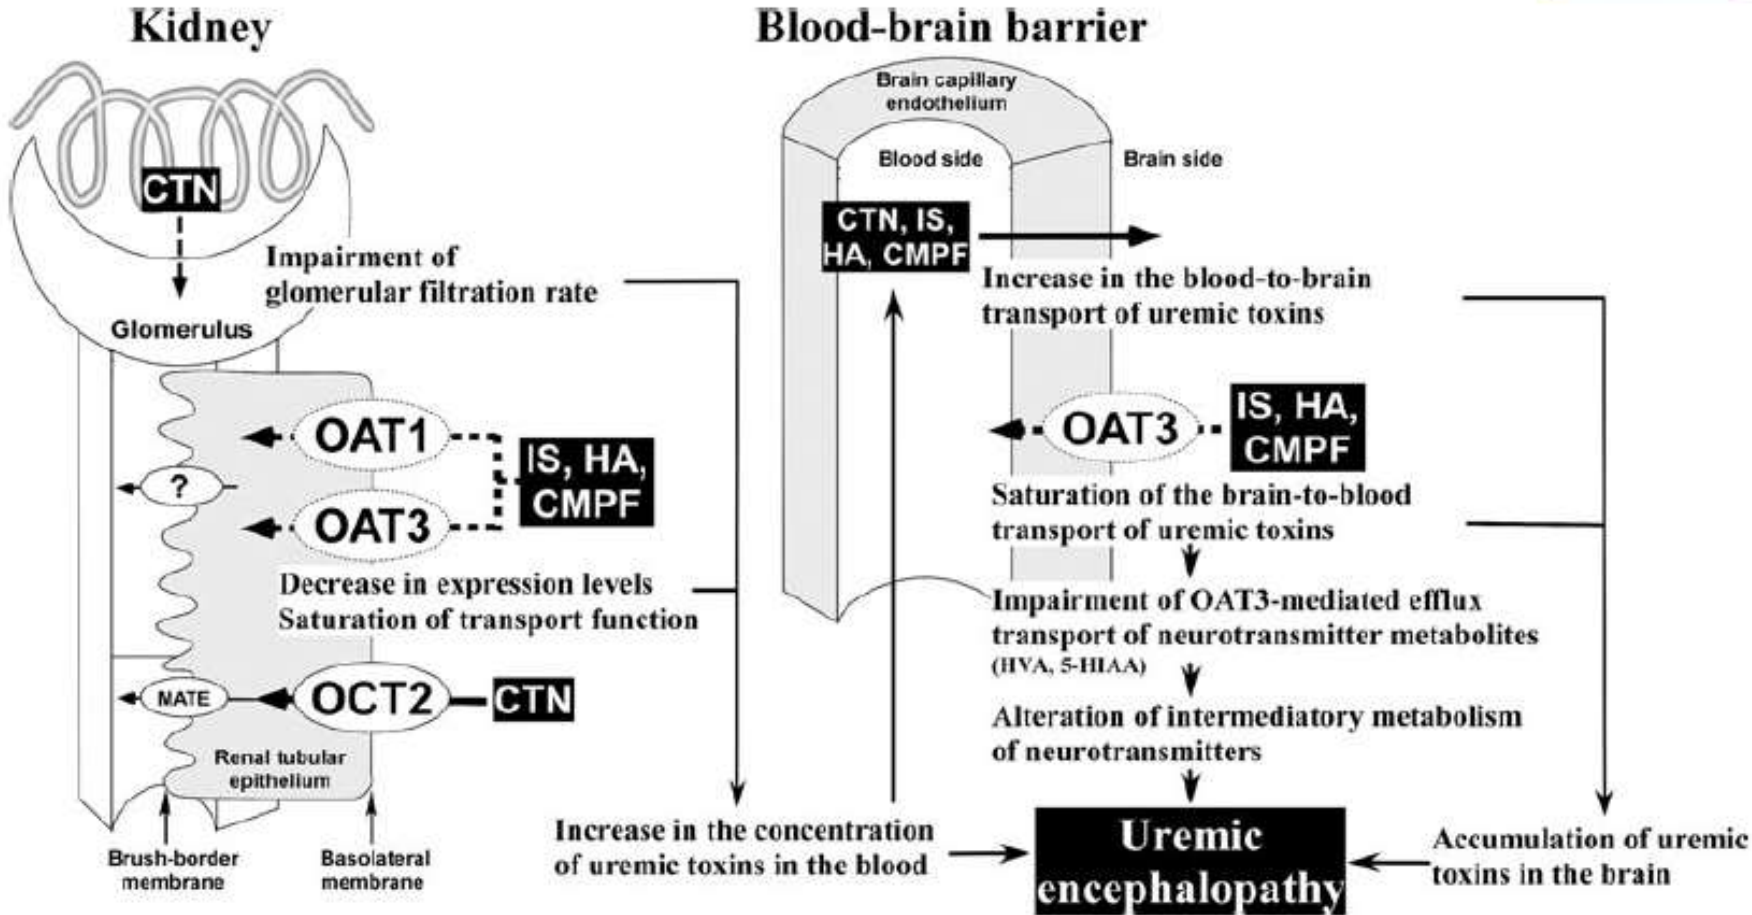 Kidney
CTN
Impairment of
glomerular filtration rate
Glomerulus
OAT1
?
OAT3
IS, HA,
CMPF
Decrease in expression levels
Saturation of transport function
MATE
OCT2
CTN
Renal tubular
epithelium
Brush-border
membrane
Basolateral
membrane
Increase in the concentration
of uremic toxins in the blood
Blood-brain barrier
Brain capillary
endothelium
Blood side
Brain side
CTN, IS,
HA, CMPF
Increase in the blood-to-brain
transport of uremic toxins
OAT3
IS, HA,
CMPF
Saturation of the brain-to-blood
transport of uremic toxins
Impairment of OAT3-mediated efflux
transport of neurotransmitter metabolites
(HVA, 5-HIAA)
Alteration of intermediatory metabolism
of neurotransmitters
Uremic
encephalopathy
Accumulation of uremic
toxins in the brain